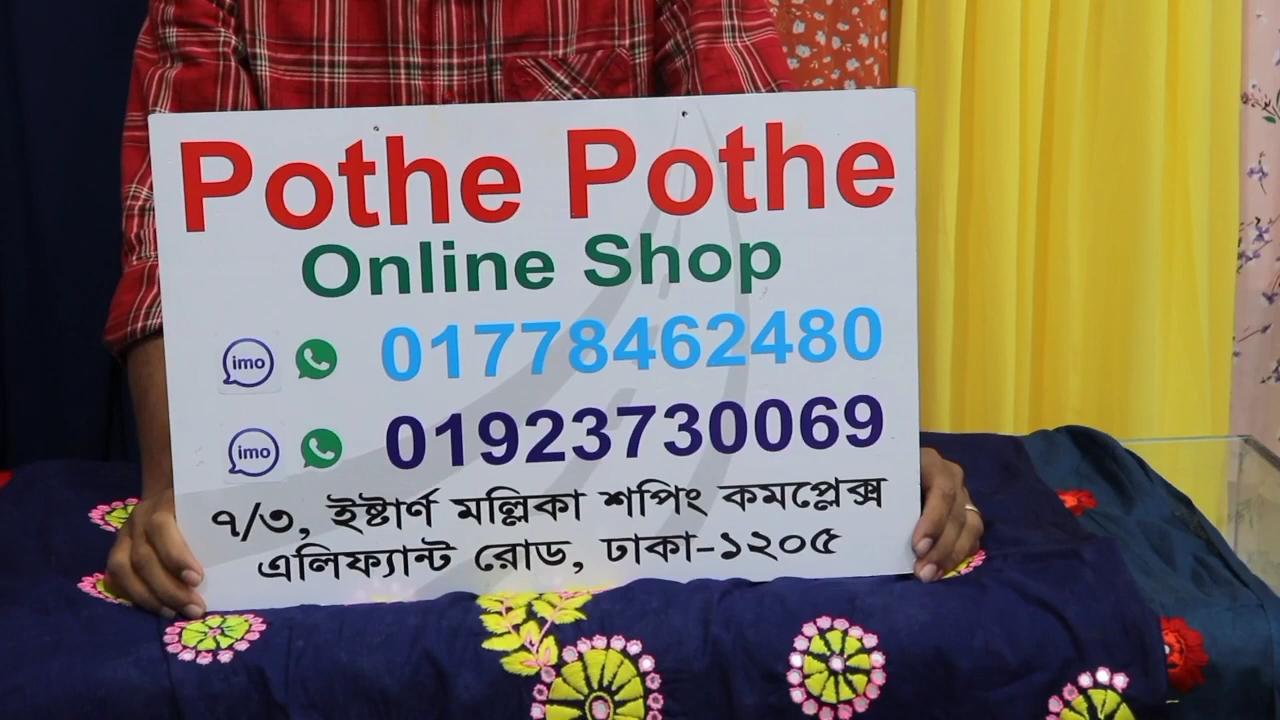 Pothe Pothe
Online Shop
imo 01778462480
imo 01923730069
৭/৩, ইষ্টার্ণ মল্লিকা শপিং কমপ্লেক্স
এলিফ্যান্ট রোড, ঢাকা-১২০৫